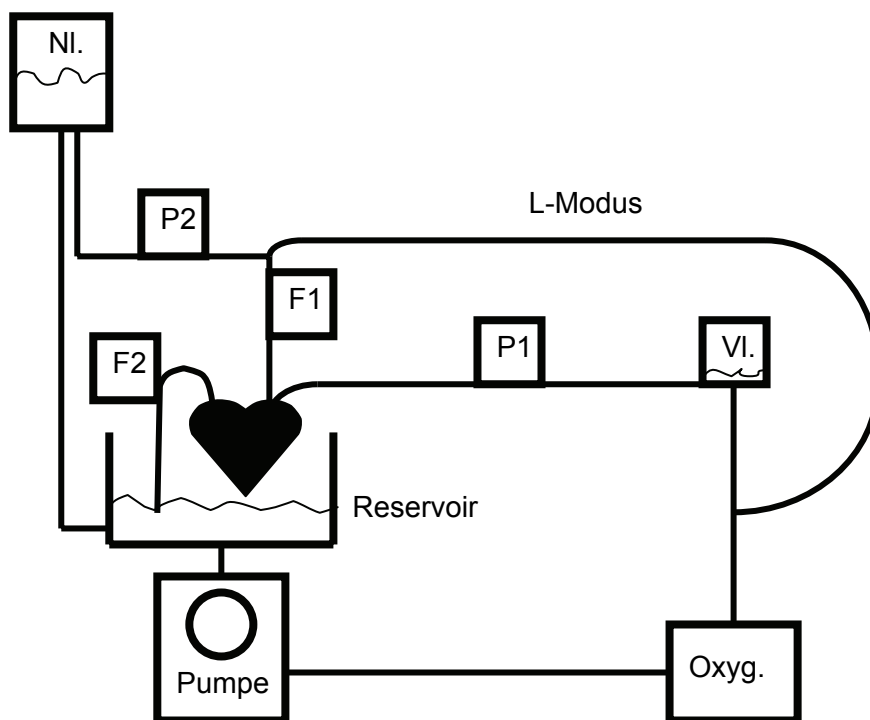 Nl.
P2
L-Modus
F1
F2
P1
Vl.
Reservoir
Pumpe
Oxyg.